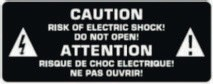 CAUTION
RISK OF ELECTRIC SHOCK!
DO NOT OPEN!
ATTENTION
RISQUE DE CHOC ELECTRIQUE!
NE PAS OUVRIR!